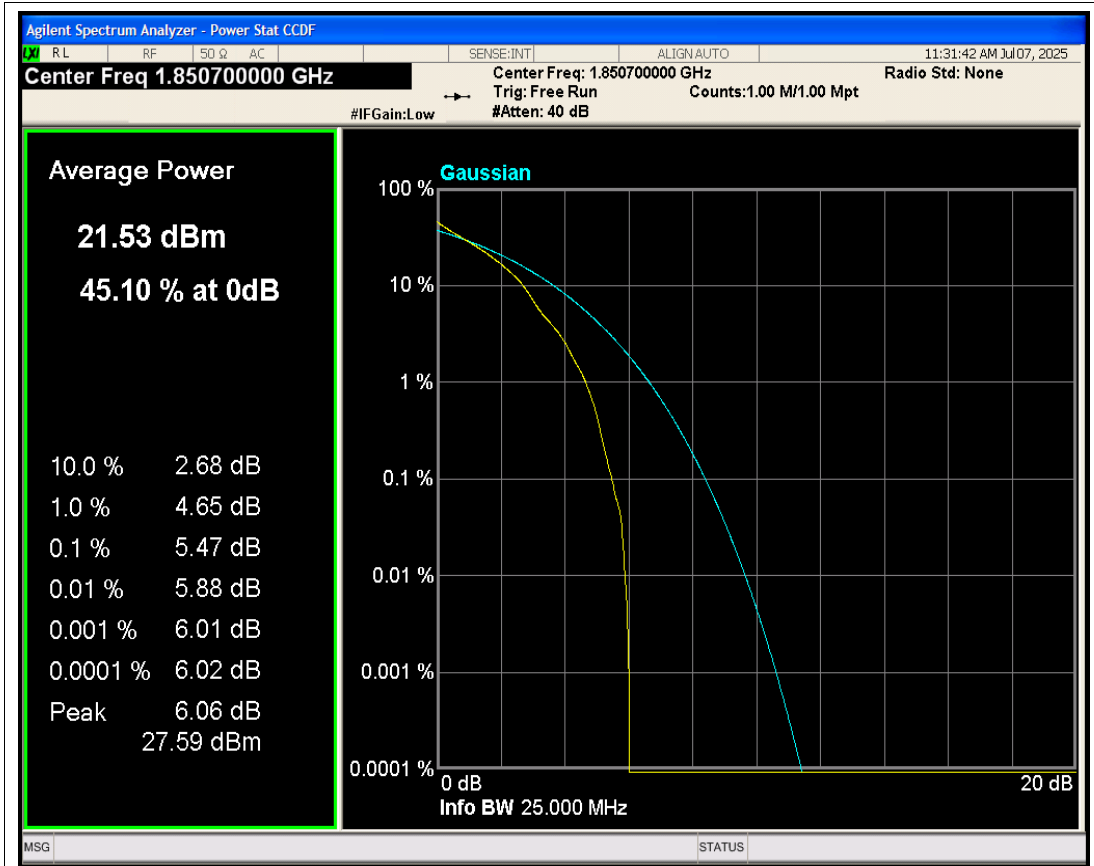 Agilent Spectrum Analyzer - Power Stat CCDF
LXI RL RF 50 Ω AC SENSE:INT ALIGN AUTO 11:31:42 AM Jul 07, 2025
Center Freq 1.850700000 GHz
Center Freq: 1.850700000 GHz Radio Std: None
Trig: Free Run Counts:1.00 M/1.00 Mpt
#IFGain:Low #Atten: 40 dB
Average Power
21.53 dBm
45.10 % at 0dB
10.0 % 2.68 dB
1.0 % 4.65 dB
0.1 % 5.47 dB
0.01 % 5.88 dB
0.001 % 6.01 dB
0.0001 % 6.02 dB
Peak 6.06 dB
27.59 dBm
Gaussian
100 %
10 %
1 %
0.1 %
0.01 %
0.001 %
0.0001 %
0 dB 20 dB
Info BW 25.000 MHz
MSG STATUS